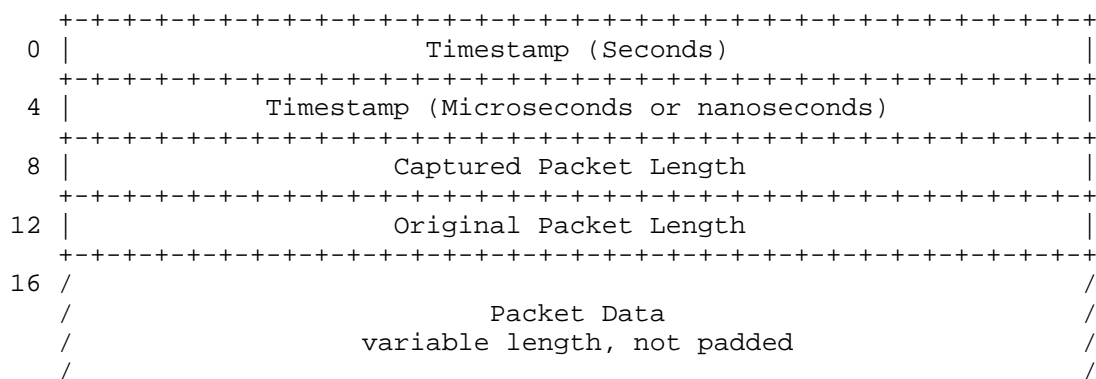 +-+-+-+-+-+-+-+-+-+-+-+-+-+-+-+-+-+-+-+-+-+-+-+-+-+-+-+-+-+-+-+-+
0 |                      Timestamp (Seconds)                      |
+-+-+-+-+-+-+-+-+-+-+-+-+-+-+-+-+-+-+-+-+-+-+-+-+-+-+-+-+-+-+-+-+
4 |            Timestamp (Microseconds or nanoseconds)            |
+-+-+-+-+-+-+-+-+-+-+-+-+-+-+-+-+-+-+-+-+-+-+-+-+-+-+-+-+-+-+-+-+
8 |                    Captured Packet Length                     |
+-+-+-+-+-+-+-+-+-+-+-+-+-+-+-+-+-+-+-+-+-+-+-+-+-+-+-+-+-+-+-+-+
12 |                    Original Packet Length                     |
+-+-+-+-+-+-+-+-+-+-+-+-+-+-+-+-+-+-+-+-+-+-+-+-+-+-+-+-+-+-+-+-+
16 /                                                               /
/                          Packet Data                          /
/                  variable length, not padded                  /
/                                                               /